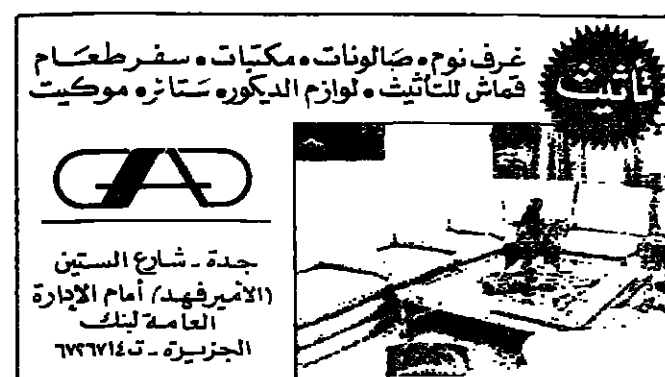 غرف نوم • صالونات • مكتبات • سفر طعام
قماش للتأثيث • لوازم الديكور • ستائر • موكيت
تأثيث
جدة - شارع الستين
(الأمير فهد) أمام الإدارة
العامة لبنك
الجزيرة - ت ٦٧٢٦٧١٤